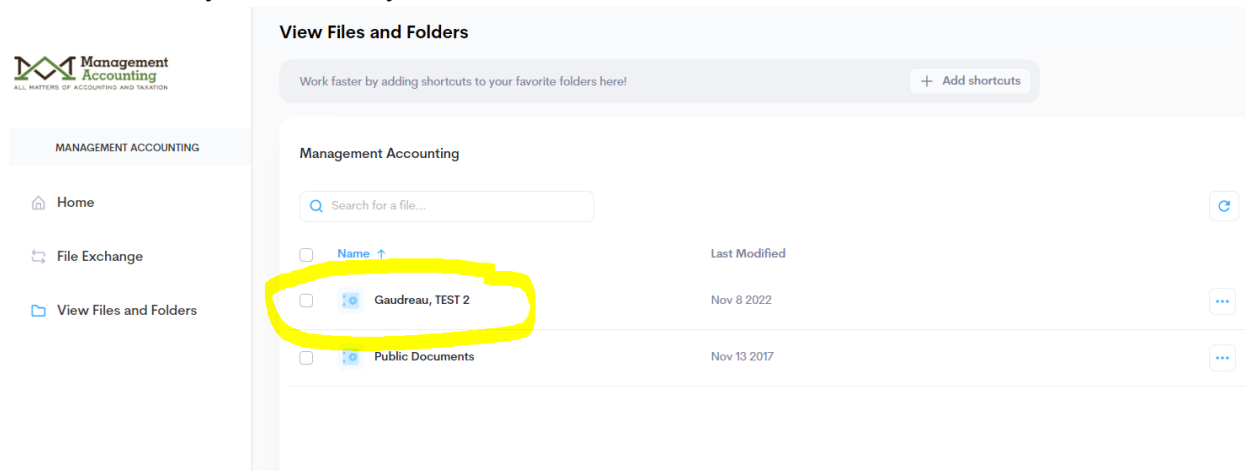 View Files and Folders
Management
Accounting
ALL MATTERS OF ACCOUNTING AND TAXATION
Work faster by adding shortcuts to your favorite folders here!
+ Add shortcuts
MANAGEMENT ACCOUNTING
Management Accounting
Home
Search for a file...
File Exchange
Name ↑ Last Modified
View Files and Folders
Gaudreau, TEST 2 Nov 8 2022
Public Documents Nov 13 2017